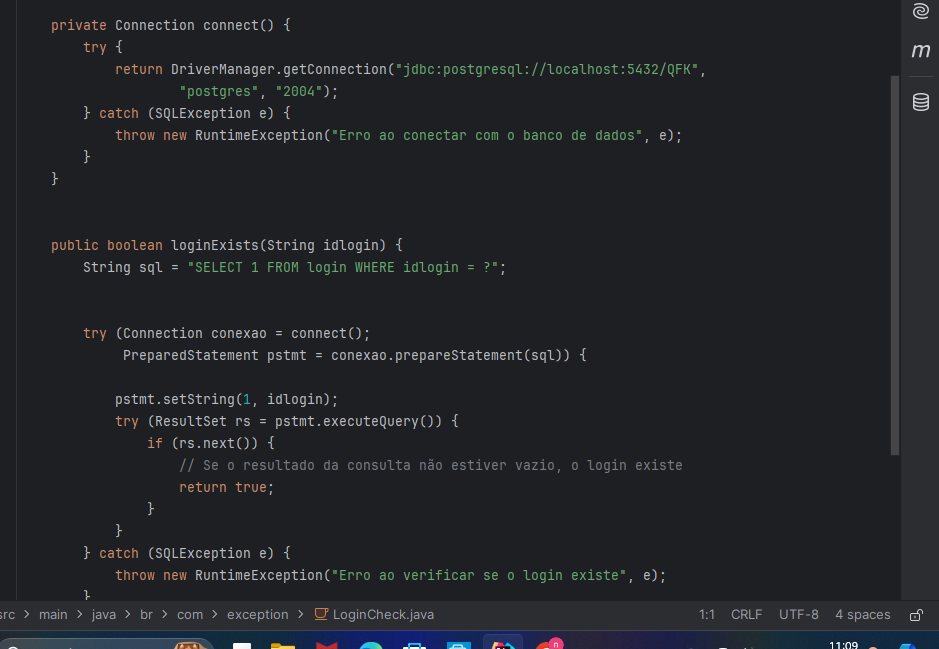 private Connection connect() {
try {
return DriverManager.getConnection("jdbc:postgresql://localhost:5432/QFK",
"postgres", "2004");
} catch (SQLException e) {
throw new RuntimeException("Erro ao conectar com o banco de dados", e);
}
}
public boolean loginExists(String idlogin) {
String sql = "SELECT 1 FROM login WHERE idlogin = ?";
try (Connection conexao = connect();
PreparedStatement pstmt = conexao.prepareStatement(sql)) {
pstmt.setString(1, idlogin);
try (ResultSet rs = pstmt.executeQuery()) {
if (rs.next()) {
// Se o resultado da consulta não estiver vazio, o login existe
return true;
}
}
} catch (SQLException e) {
throw new RuntimeException("Erro ao verificar se o login existe", e);
}
m
src > main > java > br > com > exception > LoginCheck.java 1:1 CRLF UTF-8 4 spaces
11:09